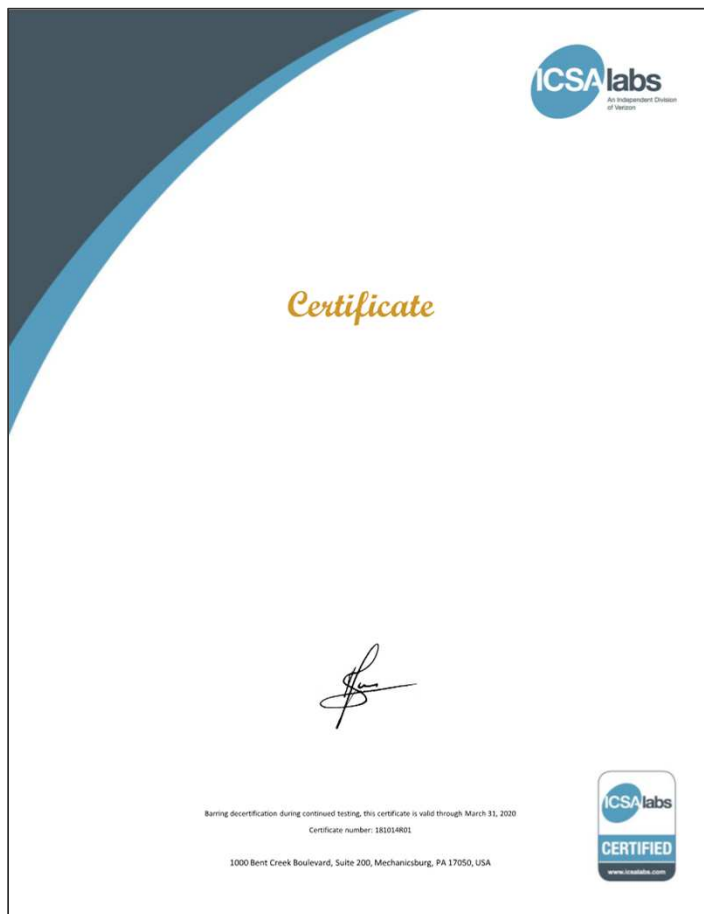 ICSAlabs
An Independent Division
of Verizon
Certificate
Barring decertification during continued testing, this certificate is valid through March 31, 2020
Certificate number: 181014R01
1000 Bent Creek Boulevard, Suite 200, Mechanicsburg, PA 17050, USA
ICSAlabs
CERTIFIED
www.icsalabs.com